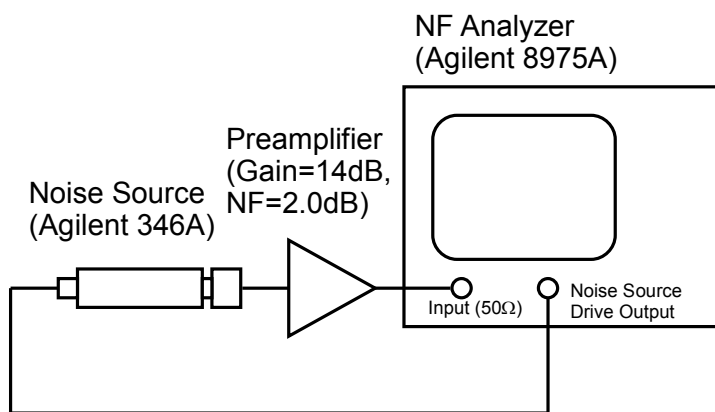 NF Analyzer
(Agilent 8975A)
Preamplifier
(Gain=14dB,
NF=2.0dB)
Noise Source
(Agilent 346A)
Input (50Ω)
Noise Source
Drive Output